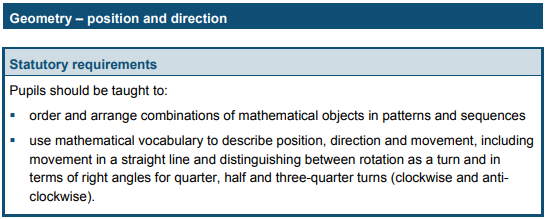 Geometry – position and direction
Statutory requirements
Pupils should be taught to:
▪ order and arrange combinations of mathematical objects in patterns and sequences
▪ use mathematical vocabulary to describe position, direction and movement, including
movement in a straight line and distinguishing between rotation as a turn and in
terms of right angles for quarter, half and three-quarter turns (clockwise and anti-
clockwise).